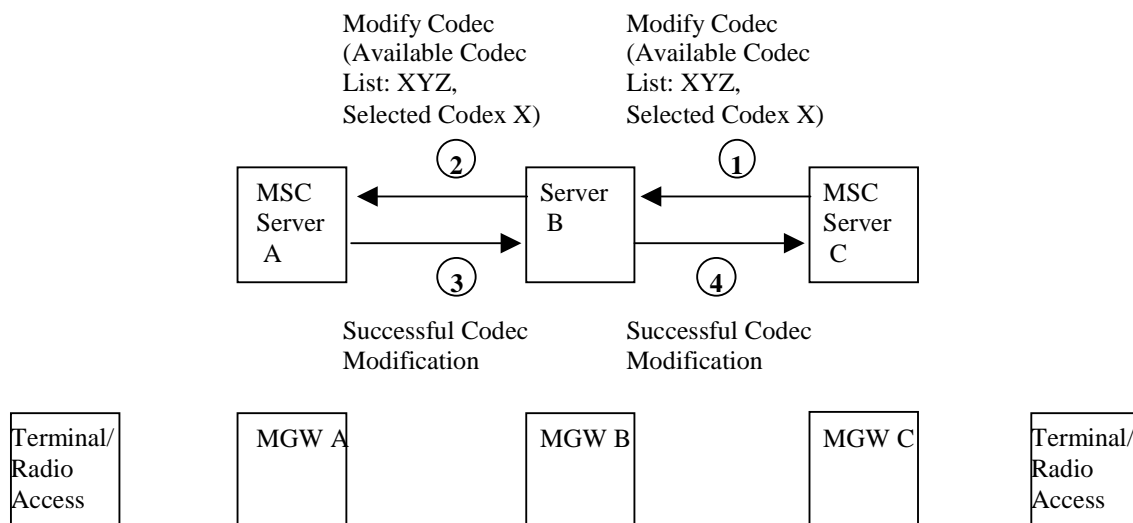 Modify Codec
(Available Codec
List: XYZ,
Selected Codex X)
Modify Codec
(Available Codec
List: XYZ,
Selected Codex X)
2
1
MSC
Server
A
Server
B
MSC
Server
C
3
4
Successful Codec
Modification
Successful Codec
Modification
Terminal/
Radio
Access
MGW A
MGW B
MGW C
Terminal/
Radio
Access